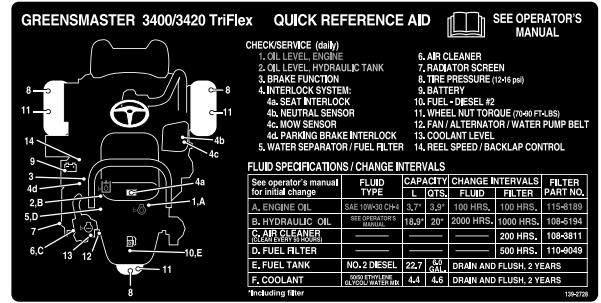 GREENSMASTER 3400/3420 TriFlex QUICK REFERENCE AID
SEE OPERATOR'S
MANUAL
CHECK/SERVICE (daily)
1. OIL LEVEL, ENGINE
2. OIL LEVEL, HYDRAULIC TANK
3. BRAKE FUNCTION
4. INTERLOCK SYSTEM:
4a. SEAT INTERLOCK
4b. NEUTRAL SENSOR
4c. MOW SENSOR
4d. PARKING BRAKE INTERLOCK
5. WATER SEPARATOR / FUEL FILTER
6. AIR CLEANER
7. RADIATOR SCREEN
8. TIRE PRESSURE (12-16 psi)
9. BATTERY
10. FUEL - DIESEL #2
11. WHEEL NUT TORQUE (70-90 FT-LBS)
12. FAN / ALTERNATOR / WATER PUMP BELT
13. COOLANT LEVEL
14. REEL SPEED / BACKLAP CONTROL
8
11
8
11
4b
4c
14
9
3
4d
2,B
5,D
7
6,C
13
12
4a
1,A
10,E
11
8
FLUID SPECIFICATIONS / CHANGE INTERVALS
See operator's manual for initial change | FLUID TYPE | CAPACITY L QTS. | CHANGE INTERVALS FLUID FILTER | FILTER PART NO.
A. ENGINE OIL SAE 10W-30 CH-4 3.7* 3.9* 100 HRS. 100 HRS. 115-8189
B. HYDRAULIC OIL SEE OPERATOR'S MANUAL 18.9* 20* 2000 HRS. 1000 HRS. 108-5194
C. AIR CLEANER (CLEAN EVERY 50 HOURS) 200 HRS. 108-3811
D. FUEL FILTER 500 HRS. 110-9049
E. FUEL TANK NO. 2 DIESEL 22.7 6.0 GAL. DRAIN AND FLUSH, 2 YEARS
F. COOLANT 50/50 ETHYLENE GLYCOL/ WATER MIX 4.4 4.6 DRAIN AND FLUSH, 2 YEARS
*Including filter
139-2728